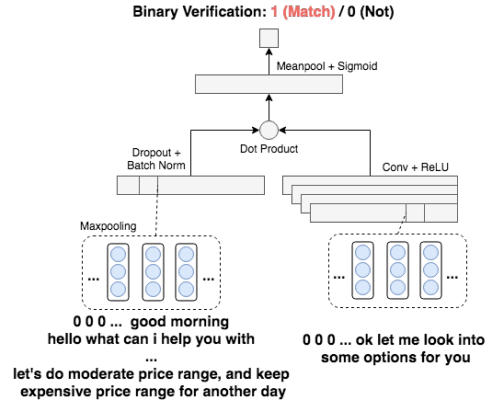 Binary Verification: 1 (Match) / 0 (Not)
Meanpool + Sigmoid
Dropout +
Batch Norm
Dot Product
Conv + ReLU
Maxpooling
... ...
... ...
0 0 0 ... good morning
hello what can i help you with
...
let's do moderate price range, and keep
expensive price range for another day
0 0 0 ... ok let me look into
some options for you